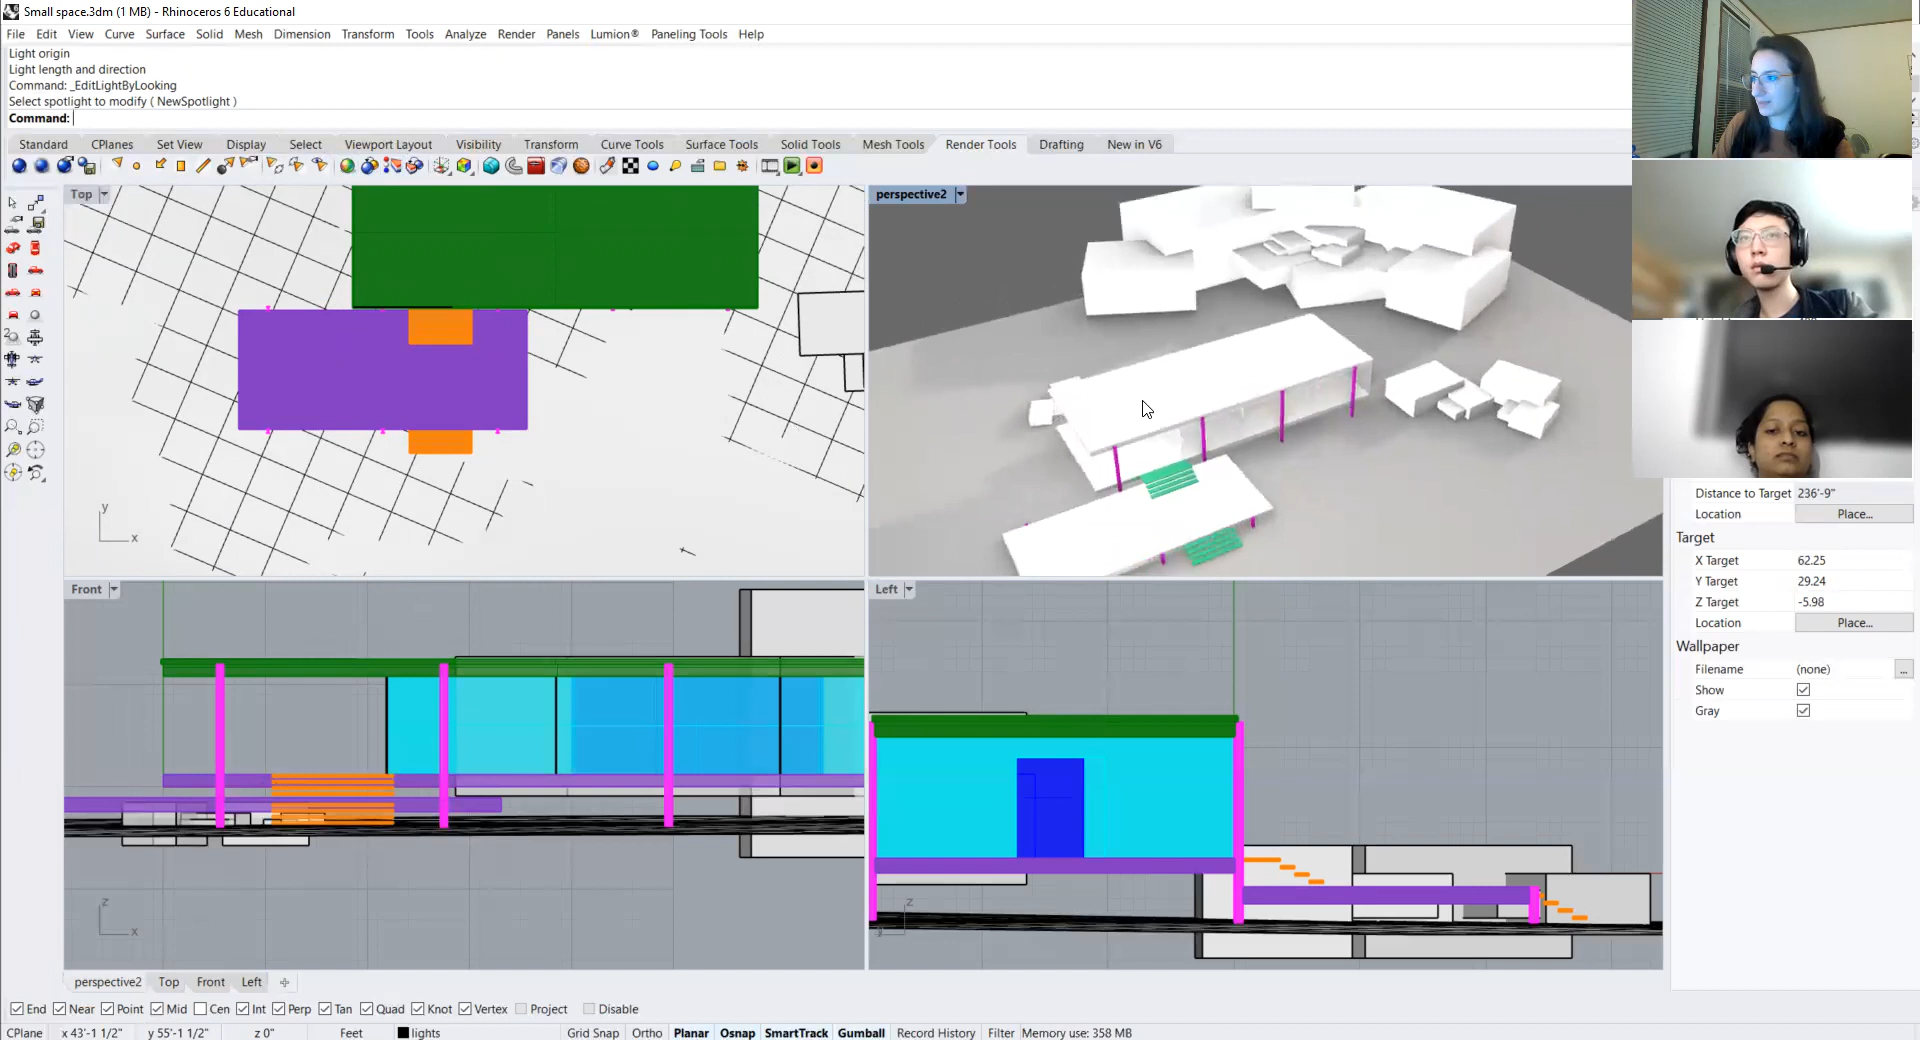 Small space.3dm (1 MB) - Rhinoceros 6 Educational
File Edit View Curve Surface Solid Mesh Dimension Transform Tools Analyze Render Panels Lumion® Paneling Tools Help
Light origin
Light length and direction
Command: _EditLightByLooking
Select spotlight to modify ( NewSpotlight )
Command:
Standard CPlanes Set View Display Select Viewport Layout Visibility Transform Curve Tools Surface Tools Solid Tools Mesh Tools Render Tools Drafting New in V6
Top
perspective2
y
x
Distance to Target 236'-9"
Location Place...
Target
X Target 62.25
Y Target 29.24
Z Target -5.98
Location Place...
Wallpaper
Filename (none) ...
Show
Gray
Front
Left
z
x
z
y
perspective2 Top Front Left
End Near Point Mid Cen Int Perp Tan Quad Knot Vertex Project Disable
CPlane x 43'-1 1/2" y 55'-1 1/2" z 0" Feet lights Grid Snap Ortho Planar Osnap SmartTrack Gumball Record History Filter Memory use: 358 MB